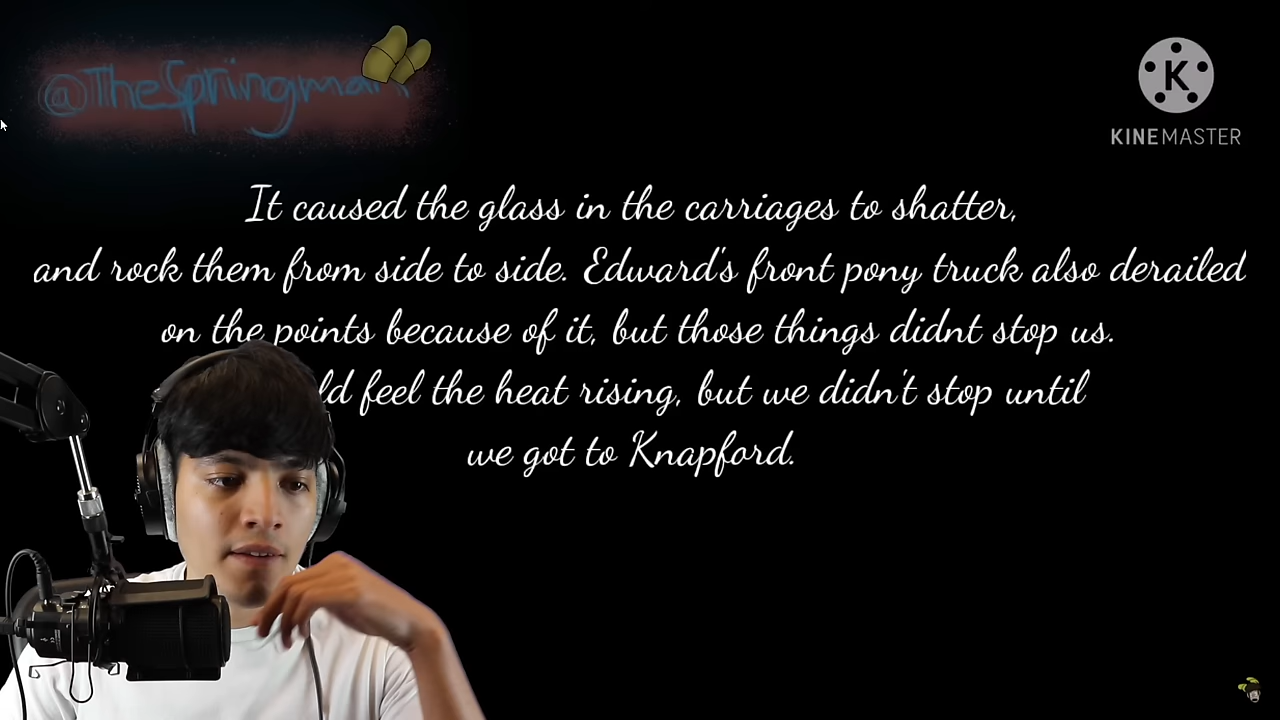 @TheSpringman
KINEMASTER
It caused the glass in the carriages to shatter,
and rock them from side to side. Edward's front pony truck also derailed
on the points because of it, but those things didnt stop us.
feel the heat rising, but we didn't stop until
we got to Knapford.